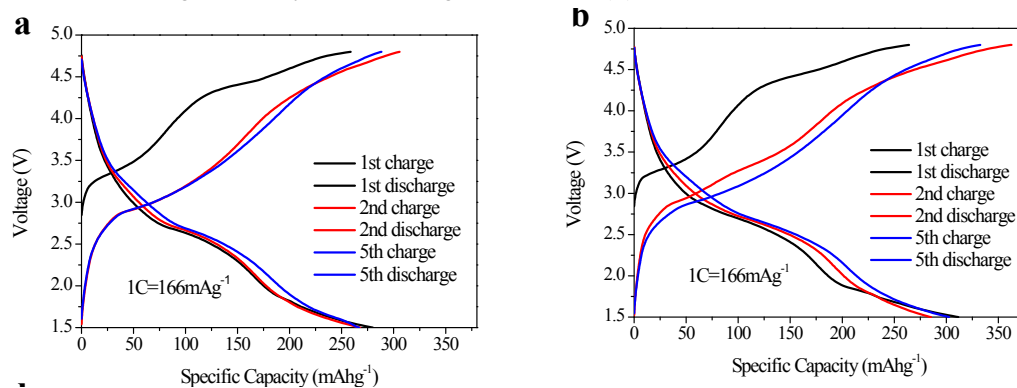 a
5.0
4.5
4.0
3.5
3.0
2.5
2.0
1.5
Voltage (V)
1st charge
1st discharge
2nd charge
2nd discharge
5th charge
5th discharge
1C=166mAg-1
0 50 100 150 200 250 300 350
Specific Capacity (mAhg-1)
b
5.0
4.5
4.0
3.5
3.0
2.5
2.0
1.5
Voltage (V)
1st charge
1st discharge
2nd charge
2nd discharge
5th charge
5th discharge
1C=166mAg-1
0 50 100 150 200 250 300 350
Specific Capacity (mAhg-1)